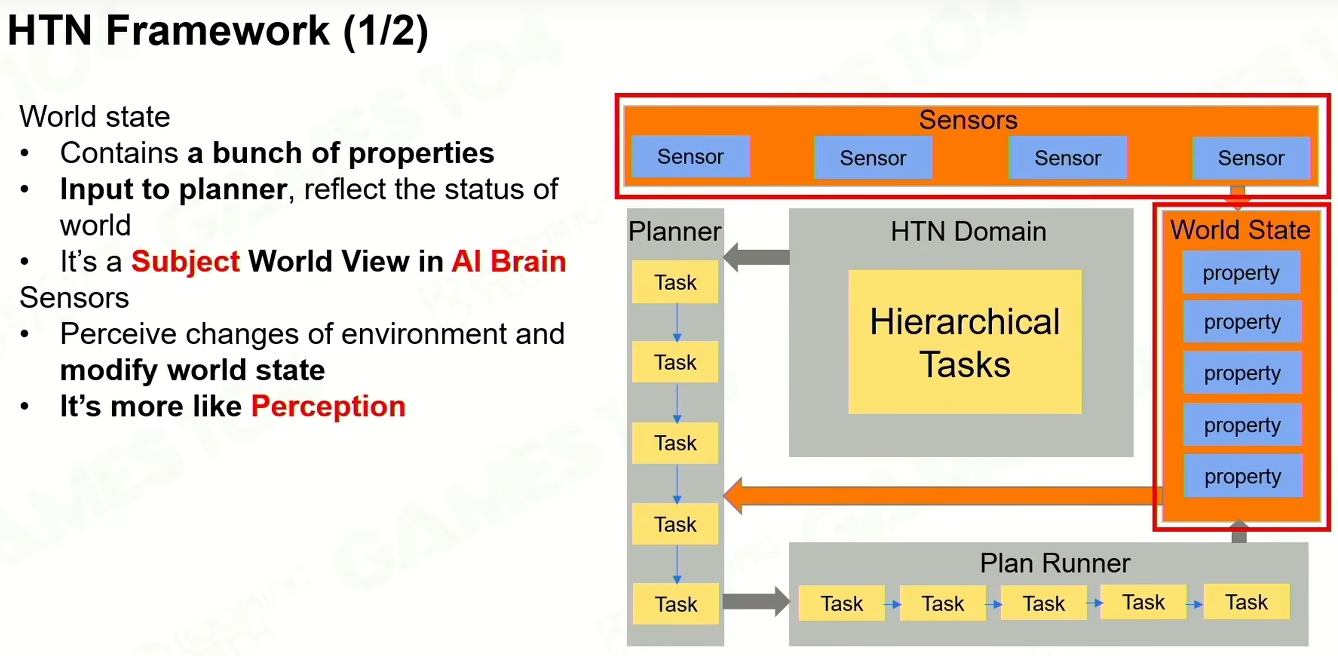 HTN Framework (1/2)
World state
• Contains a bunch of properties
• Input to planner, reflect the status of
world
• It's a Subject World View in AI Brain
Sensors
• Perceive changes of environment and
modify world state
• It's more like Perception
Sensors
Sensor
Sensor
Sensor
Sensor
Planner
Task
Task
Task
Task
Task
HTN Domain
Hierarchical
Tasks
World State
property
property
property
property
property
Plan Runner
Task
Task
Task
Task
Task
GAMES 104